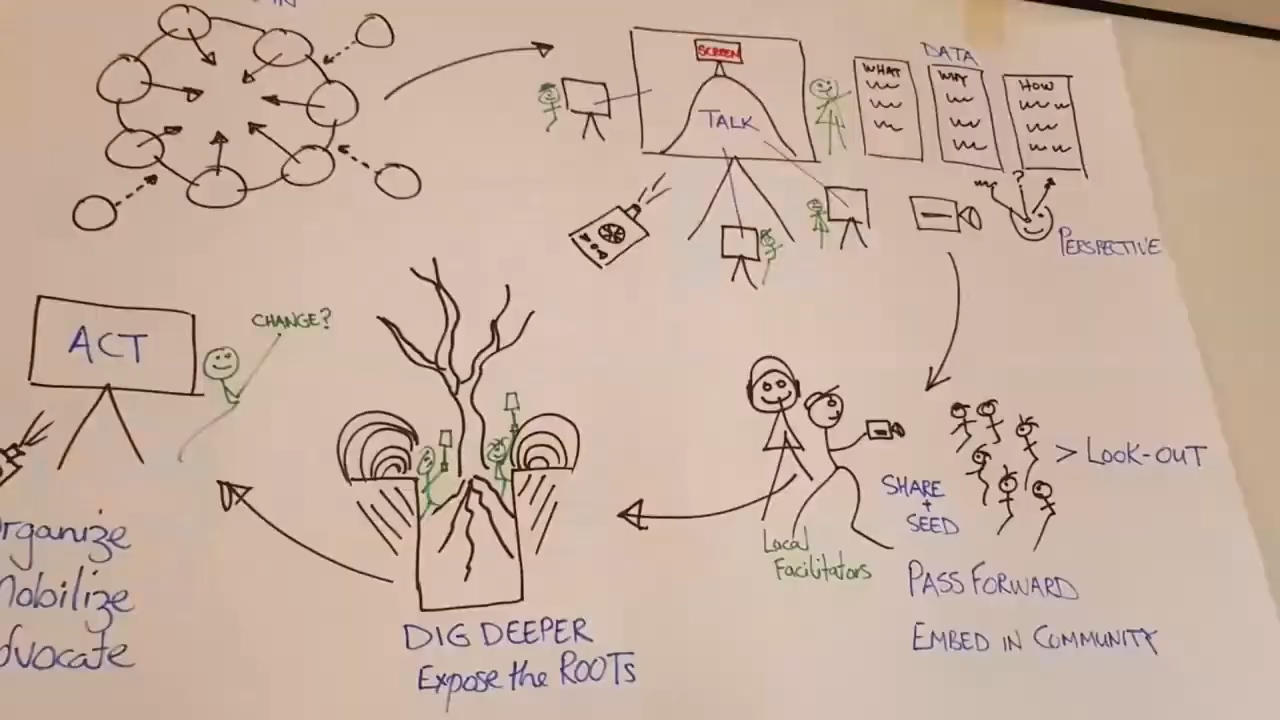 IN
SCREEN
TALK
DATA
WHAT
WHY
HOW
?
PERSPECTIVE
ACT
CHANGE?
> LOOK-OUT
SHARE
+
SEED
Local
Facilitators
PASS FORWARD
EMBED IN COMMUNITY
DIG DEEPER
Expose the ROOTs
rganize
obilize
dvocate